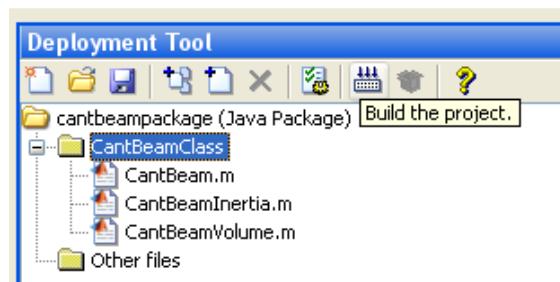 Deployment Tool
cantbeampackage (Java Package)
Build the project.
CantBeamClass
CantBeam.m
CantBeamInertia.m
CantBeamVolume.m
Other files